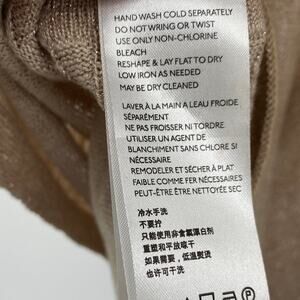 HAND WASH COLD SEPARATELY
DO NOT WRING OR TWIST
USE ONLY NON-CHLORINE
BLEACH
RESHAPE & LAY FLAT TO DRY
LOW IRON AS NEEDED
MAY BE DRY CLEANED
LAVER À LA MAIN A L'EAU FROIDE
SÉPARÉMENT
NE PAS FROISSER NI TORDRE
UTILISER UN AGENT DE
BLANCHIMENT SANS CHLORE SI
NÉCESSAIRE
REMODELER ET SÉCHER À PLAT
FAIBLE COMME FER NÉCESSAIRES
PEUT-ÊTRE ÊTRE NETTOYÉE SEC
冷水手洗
不要拧
只能使用非食氯漂白剂
重塑和平放晾干
如果需要，低温熨烫
也许可干洗